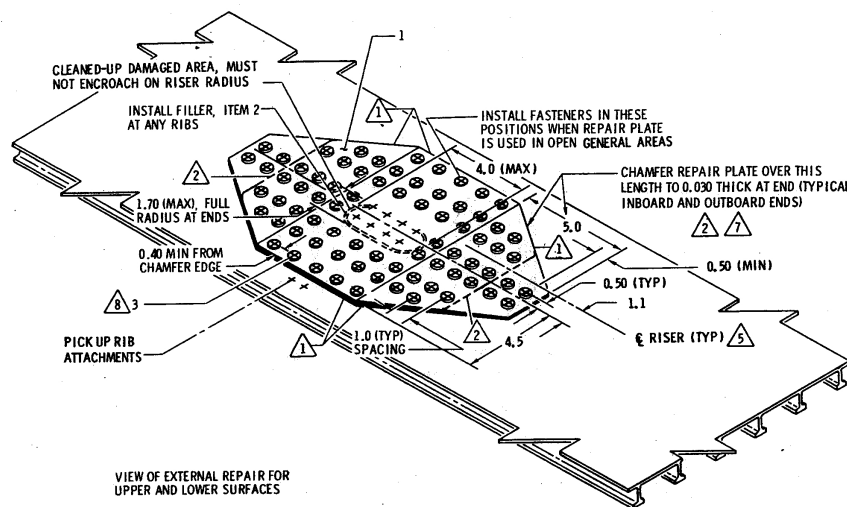 1
CLEANED-UP DAMAGED AREA, MUST
NOT ENCROACH ON RISER RADIUS
INSTALL FILLER, ITEM 2
AT ANY RIBS
1
INSTALL FASTENERS IN THESE
POSITIONS WHEN REPAIR PLATE
IS USED IN OPEN GENERAL AREAS
4.0 (MAX)
CHAMFER REPAIR PLATE OVER THIS
LENGTH TO 0.030 THICK AT END (TYPICAL
INBOARD AND OUTBOARD ENDS)
2 7
2
1.70 (MAX), FULL
RADIUS AT ENDS
5.0
1
0.40 MIN FROM
CHAMFER EDGE
0.50 (MIN)
0.50 (TYP)
8 3
1.1
℄ RISER (TYP) 5
PICK UP RIB
ATTACHMENTS
1
1.0 (TYP)
SPACING
2
4.5
VIEW OF EXTERNAL REPAIR FOR
UPPER AND LOWER SURFACES